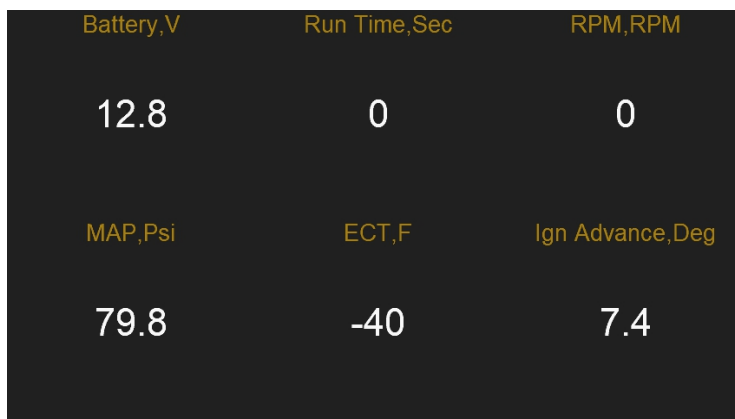 Battery,V Run Time,Sec RPM,RPM
12.8 0 0
MAP,Psi ECT,F Ign Advance,Deg
79.8 -40 7.4